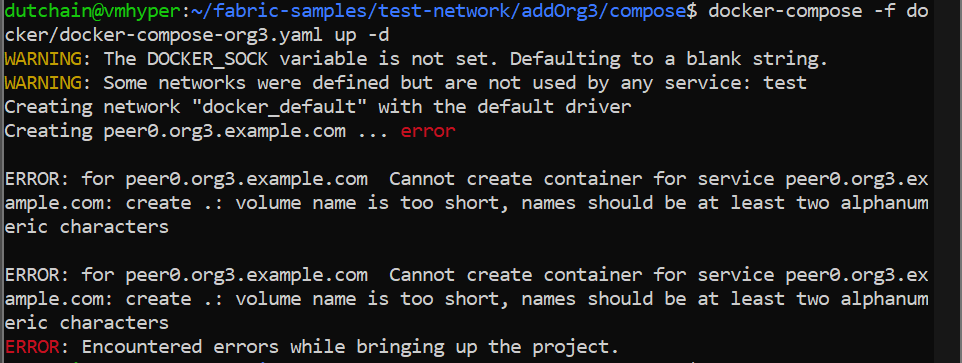 dutchain@vmhyper:~/fabric-samples/test-network/addOrg3/compose$ docker-compose -f do
cker/docker-compose-org3.yaml up -d
WARNING: The DOCKER_SOCK variable is not set. Defaulting to a blank string.
WARNING: Some networks were defined but are not used by any service: test
Creating network "docker_default" with the default driver
Creating peer0.org3.example.com ... error
ERROR: for peer0.org3.example.com  Cannot create container for service peer0.org3.ex
ample.com: create .: volume name is too short, names should be at least two alphanum
eric characters
ERROR: for peer0.org3.example.com  Cannot create container for service peer0.org3.ex
ample.com: create .: volume name is too short, names should be at least two alphanum
eric characters
ERROR: Encountered errors while bringing up the project.